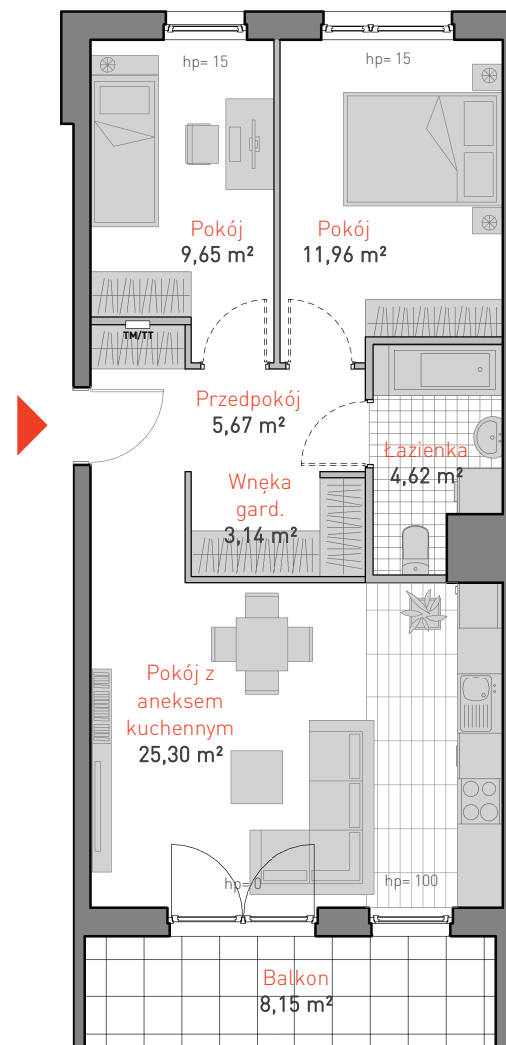 hp= 15
hp= 15
Pokój
9,65 m²
Pokój
11,96 m²
TM/TT
Przedpokój
5,67 m²
Łazienka
4,62 m²
Wnęka
gard.
3,14 m²
Pokój z
aneksem
kuchennym
25,30 m²
hp= 0
hp= 100
Balkon
8,15 m²